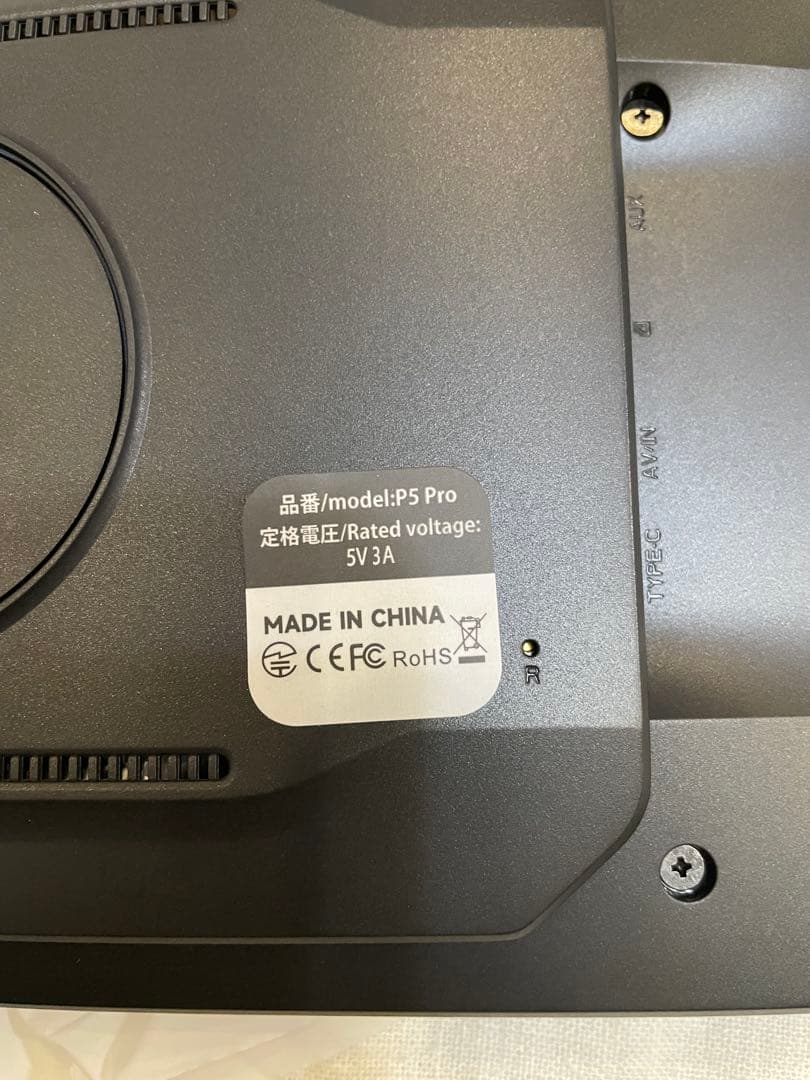 品番/model:P5 Pro
定格電圧/Rated voltage:
5V 3A
MADE IN CHINA
CE FC RoHS
R
AUX
AV-IN
TYPE-C